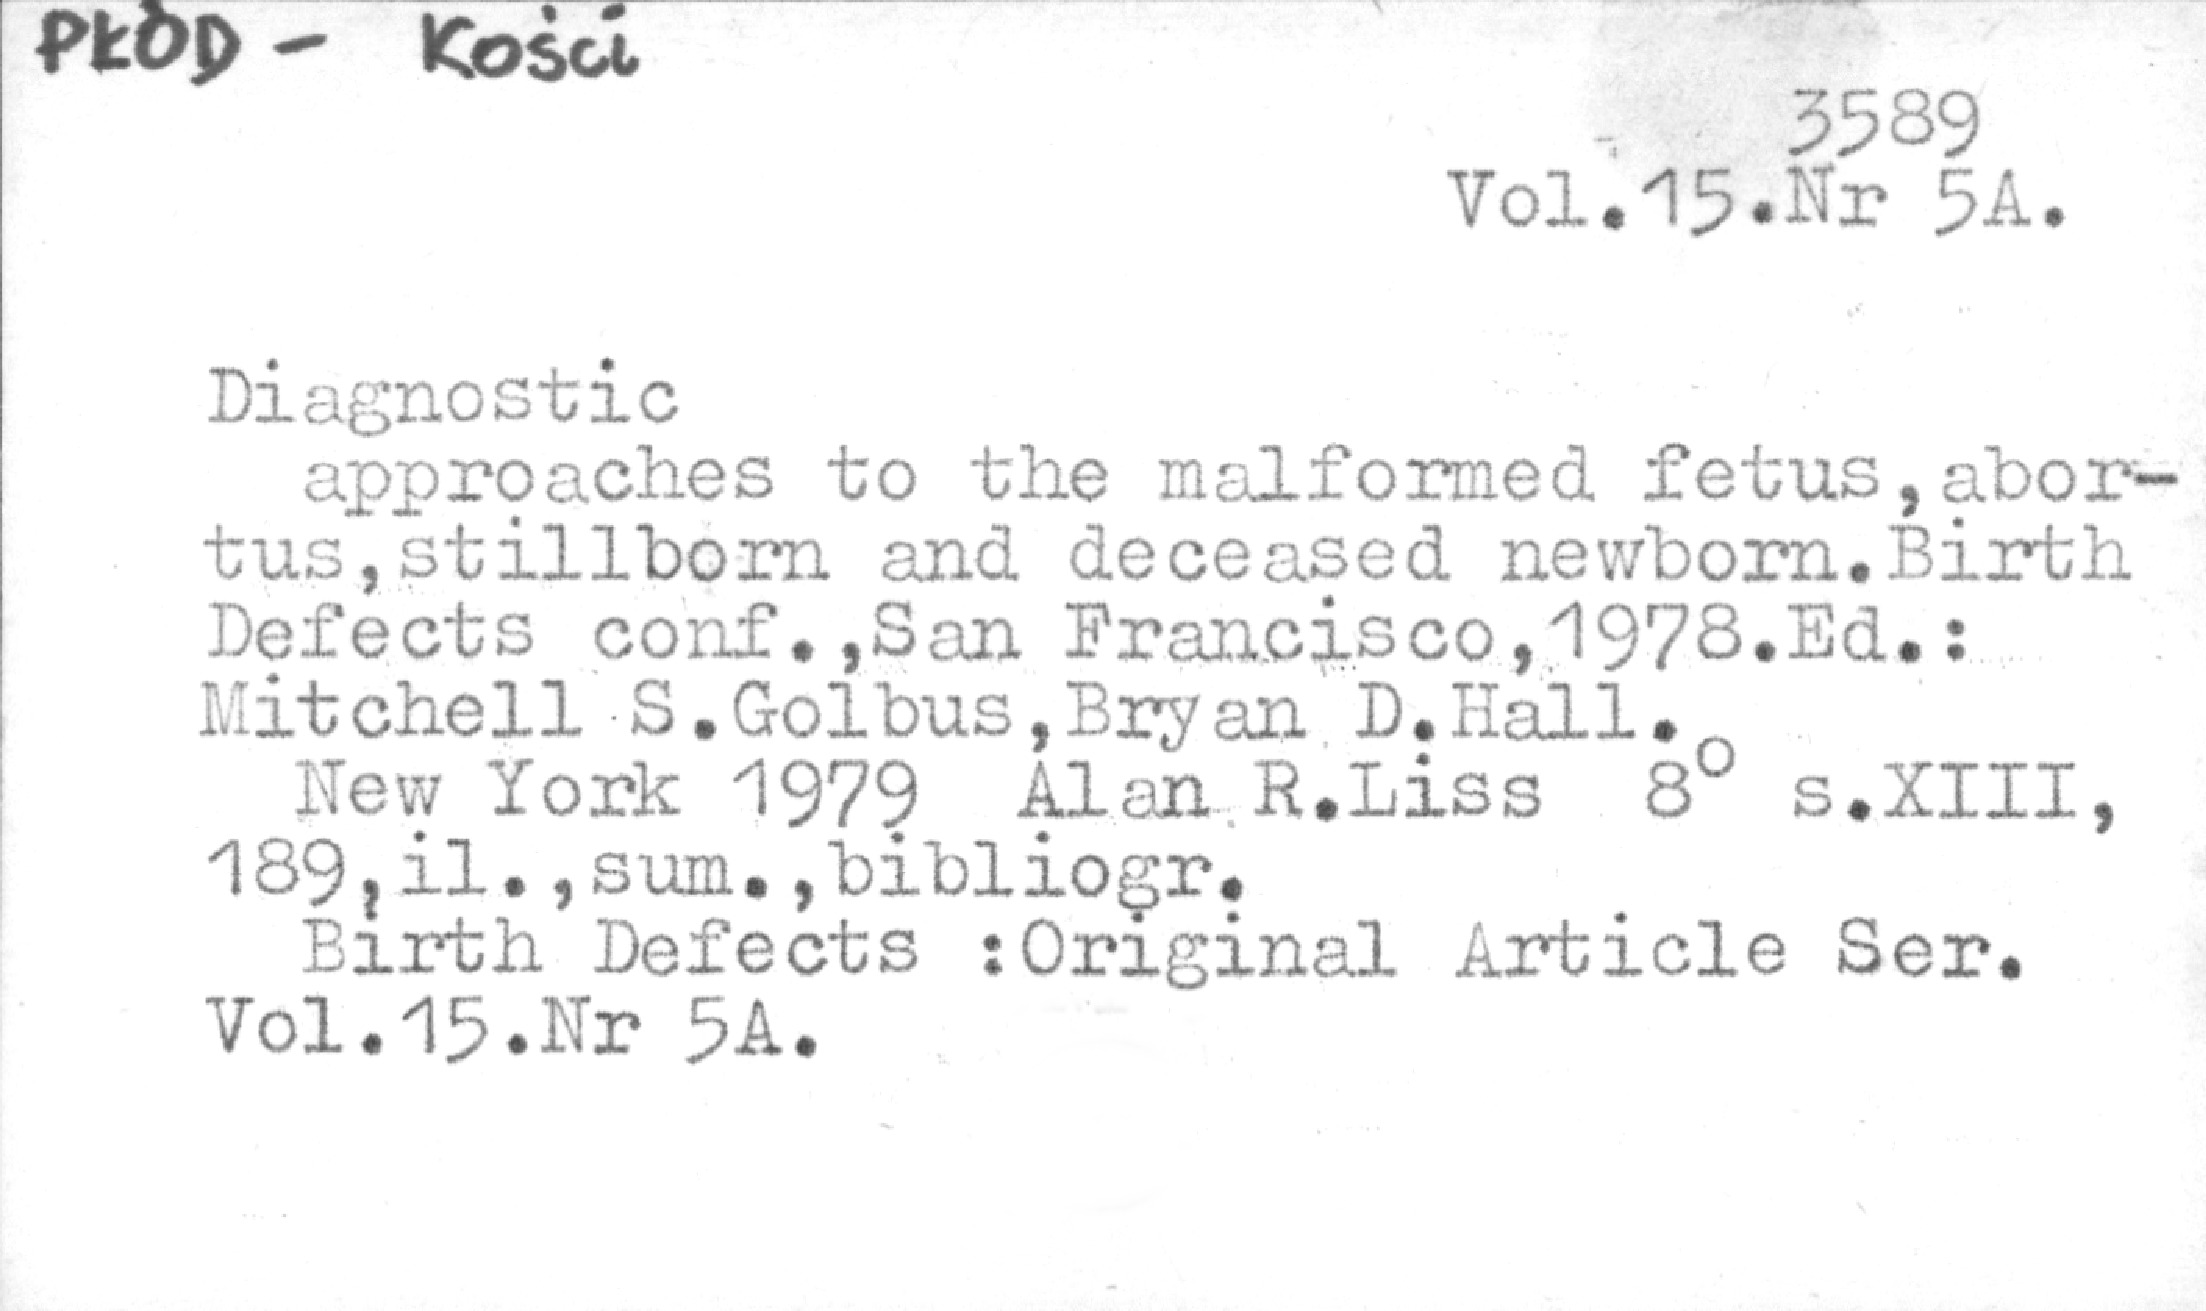 PŁÓD - Kości
3589
Vol.15.Nr 5A.
Diagnostic
approaches to the malformed fetus,abor-
tus,stillborn and deceased newborn.Birth
Defects conf.,San Francisco,1978.Ed.:
Mitchell S.Golbus,Bryan D.Hall.
New York 1979 Alan R.Liss 8° s.XIII,
189,il.,sum.,bibliogr.
Birth Defects :Original Article Ser.
Vol.15.Nr 5A.